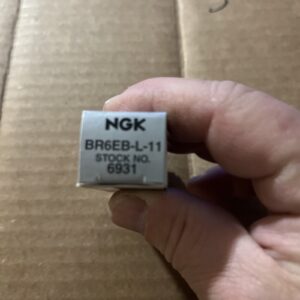 NGK
BR6EB-L-11
STOCK NO.
6931